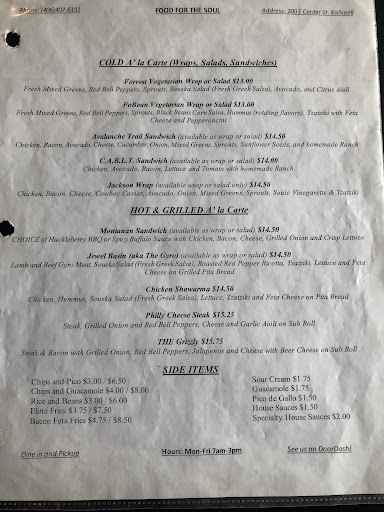 Phone: (406)407-8191 FOOD FOR THE SOUL Address: 200 E Center St. Kalispell
COLD A' la Carte (Wraps, Salads, Sandwiches)
Forrest Vegetarian Wrap or Salad $13.00
Fresh Mixed Greens, Red Bell Peppers, Sprouts, Souska Salad (Fresh Greek Salsa), Avocado, and Citrus Aioli
FoBean Vegetarian Wrap or Salad $13.00
Fresh Mixed Greens, Red Bell Peppers, Sprouts, Black Beans Corn Salsa, Hummus (rotating flavors), Tzatziki with Feta
Cheese and Pepperoncini
Avalanche Trail Sandwich (available as wrap or salad) $14.50
Chicken, Bacon, Avocado, Cucumber, Cheese, Onion, Mixed Greens, Sprouts, Sunflower Seeds, and homemade Ranch
C.A.B.L.T. Sandwich (available as wrap or salad) $14.00
Chicken, Avocado, Bacon, Lettuce and Tomato with homemade Ranch
Jackson Wrap (available as wrap or salad only) $14.50
Chicken, Bacon, Cheese, Cowboy Caviar, Avocado, Onion, Mixed Greens, Sprouts, Vinegarette & Tzatziki
HOT & GRILLED A' la Carte
Montanian Sandwich (available as wrap or salad) $14.50
CHOICE of Huckleberry BBQ or Spicy Buffalo Sauce with Chicken, Bacon, Cheese, Grilled Onion and Crisp Lettuce
Jewel Basin (aka The Gyro) (available as wrap or salad) $14.50
Lamb and Beef Gyro Meat, Souska Salad (Fresh Greek Salsa), Roasted Red Pepper Ricotta, Tzatziki, Lettuce and Feta
Cheese on Grilled Pita Bread
Chicken Shawarma $14.50
Chicken, Hummus, Souska Salad (Fresh Greek Salsa), Lettuce, Tzatziki and Feta Cheese on Pita Bread
Philly Cheese Steak $15.25
Steak, Grilled Onion and Red Bell Peppers, Cheese and Garlic Aioli on Sub Roll
THE Grizzly $15.75
Steak & Bacon with Grilled Onion, Red Bell Peppers, Jalapenos and Cheese with Beer Cheese on Sub Roll
SIDE ITEMS
Chips and Pico $3.00 / $6.50 Sour Cream $1.75
Chips and Guacamole $4.00 / $8.00 Guacamole $1.75
Rice and Beans $3.00 / $6.00 Pico de Gallo $1.50
Elote Fries $3.75 / $7.50 House Sauces $1.50
Bacon Feta Fries $4.75 / $8.50 Specialty House Sauces $2.00
Dine in and Pickup Hours: Mon-Fri 7am-3pm See us on DoorDash!